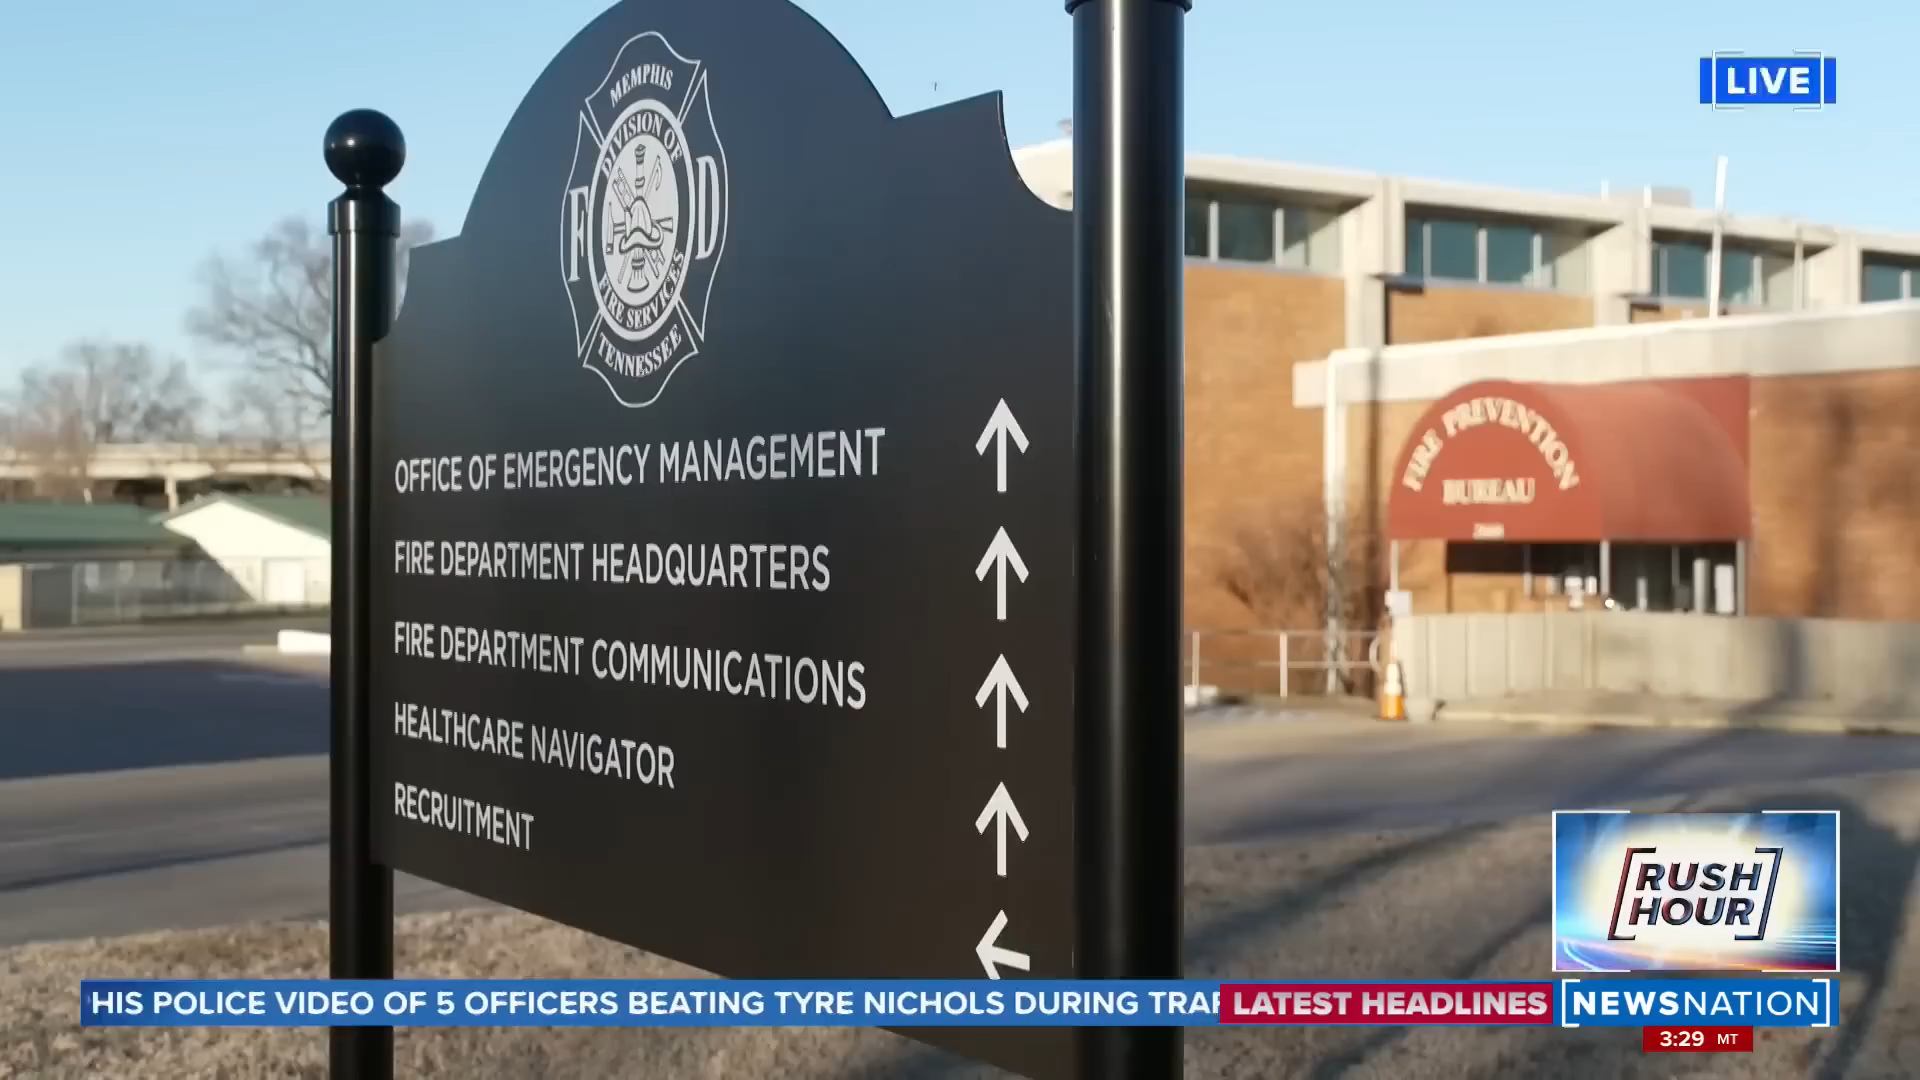 LIVE
MEMPHIS
DIVISION OF
F D
FIRE SERVICES
TENNESSEE
OFFICE OF EMERGENCY MANAGEMENT
FIRE DEPARTMENT HEADQUARTERS
FIRE DEPARTMENT COMMUNICATIONS
HEALTHCARE NAVIGATOR
RECRUITMENT
FIRE PREVENTION
BUREAU
RUSH
HOUR
HIS POLICE VIDEO OF 5 OFFICERS BEATING TYRE NICHOLS DURING TRAF
LATEST HEADLINES
NEWSNATION
3:29 MT